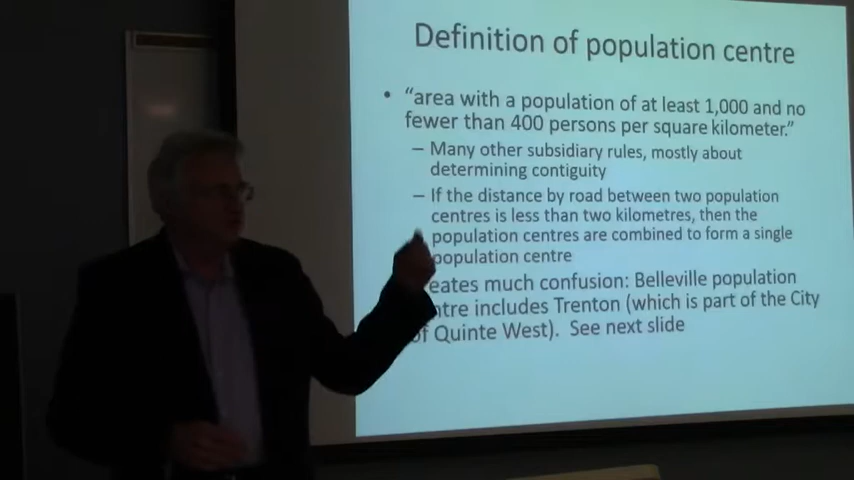 Definition of population centre
• "area with a population of at least 1,000 and no
fewer than 400 persons per square kilometer."
– Many other subsidiary rules, mostly about
determining contiguity
– If the distance by road between two population
centres is less than two kilometres, then the
population centres are combined to form a single
population centre
eates much confusion: Belleville population
ntre includes Trenton (which is part of the City
of Quinte West). See next slide